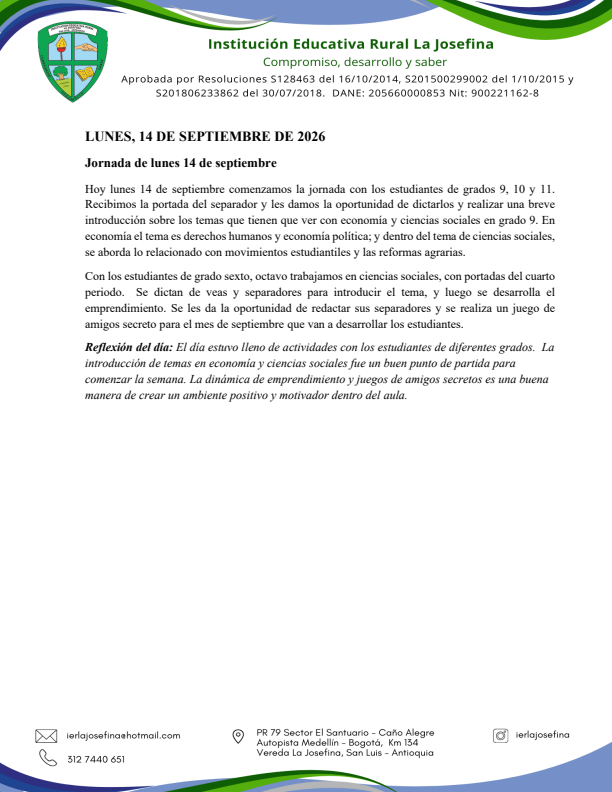 Institución Educativa Rural La Josefina
Compromiso, desarrollo y saber
Aprobada por Resoluciones S128463 del 16/10/2014, S201500299002 del 1/10/2015 y
S201806233862 del 30/07/2018. DANE: 205660000853 Nit: 900221162-8
LUNES, 14 DE SEPTIEMBRE DE 2026
Jornada de lunes 14 de septiembre
Hoy lunes 14 de septiembre comenzamos la jornada con los estudiantes de grados 9, 10 y 11.
Recibimos la portada del separador y les damos la oportunidad de dictarlos y realizar una breve
introducción sobre los temas que tienen que ver con economía y ciencias sociales en grado 9. En
economía el tema es derechos humanos y economía política; y dentro del tema de ciencias sociales,
se aborda lo relacionado con movimientos estudiantiles y las reformas agrarias.
Con los estudiantes de grado sexto, octavo trabajamos en ciencias sociales, con portadas del cuarto
periodo. Se dictan de veas y separadores para introducir el tema, y luego se desarrolla el
emprendimiento. Se les da la oportunidad de redactar sus separadores y se realiza un juego de
amigos secreto para el mes de septiembre que van a desarrollar los estudiantes.
Reflexión del día: El día estuvo lleno de actividades con los estudiantes de diferentes grados. La
introducción de temas en economía y ciencias sociales fue un buen punto de partida para
comenzar la semana. La dinámica de emprendimiento y juegos de amigos secretos es una buena
manera de crear un ambiente positivo y motivador dentro del aula.
ierlajosefina@hotmail.com
312 7440 651
PR 79 Sector El Santuario - Caño Alegre
Autopista Medellín - Bogotá, Km 134
Vereda La Josefina, San Luis - Antioquia
ierlajosefina